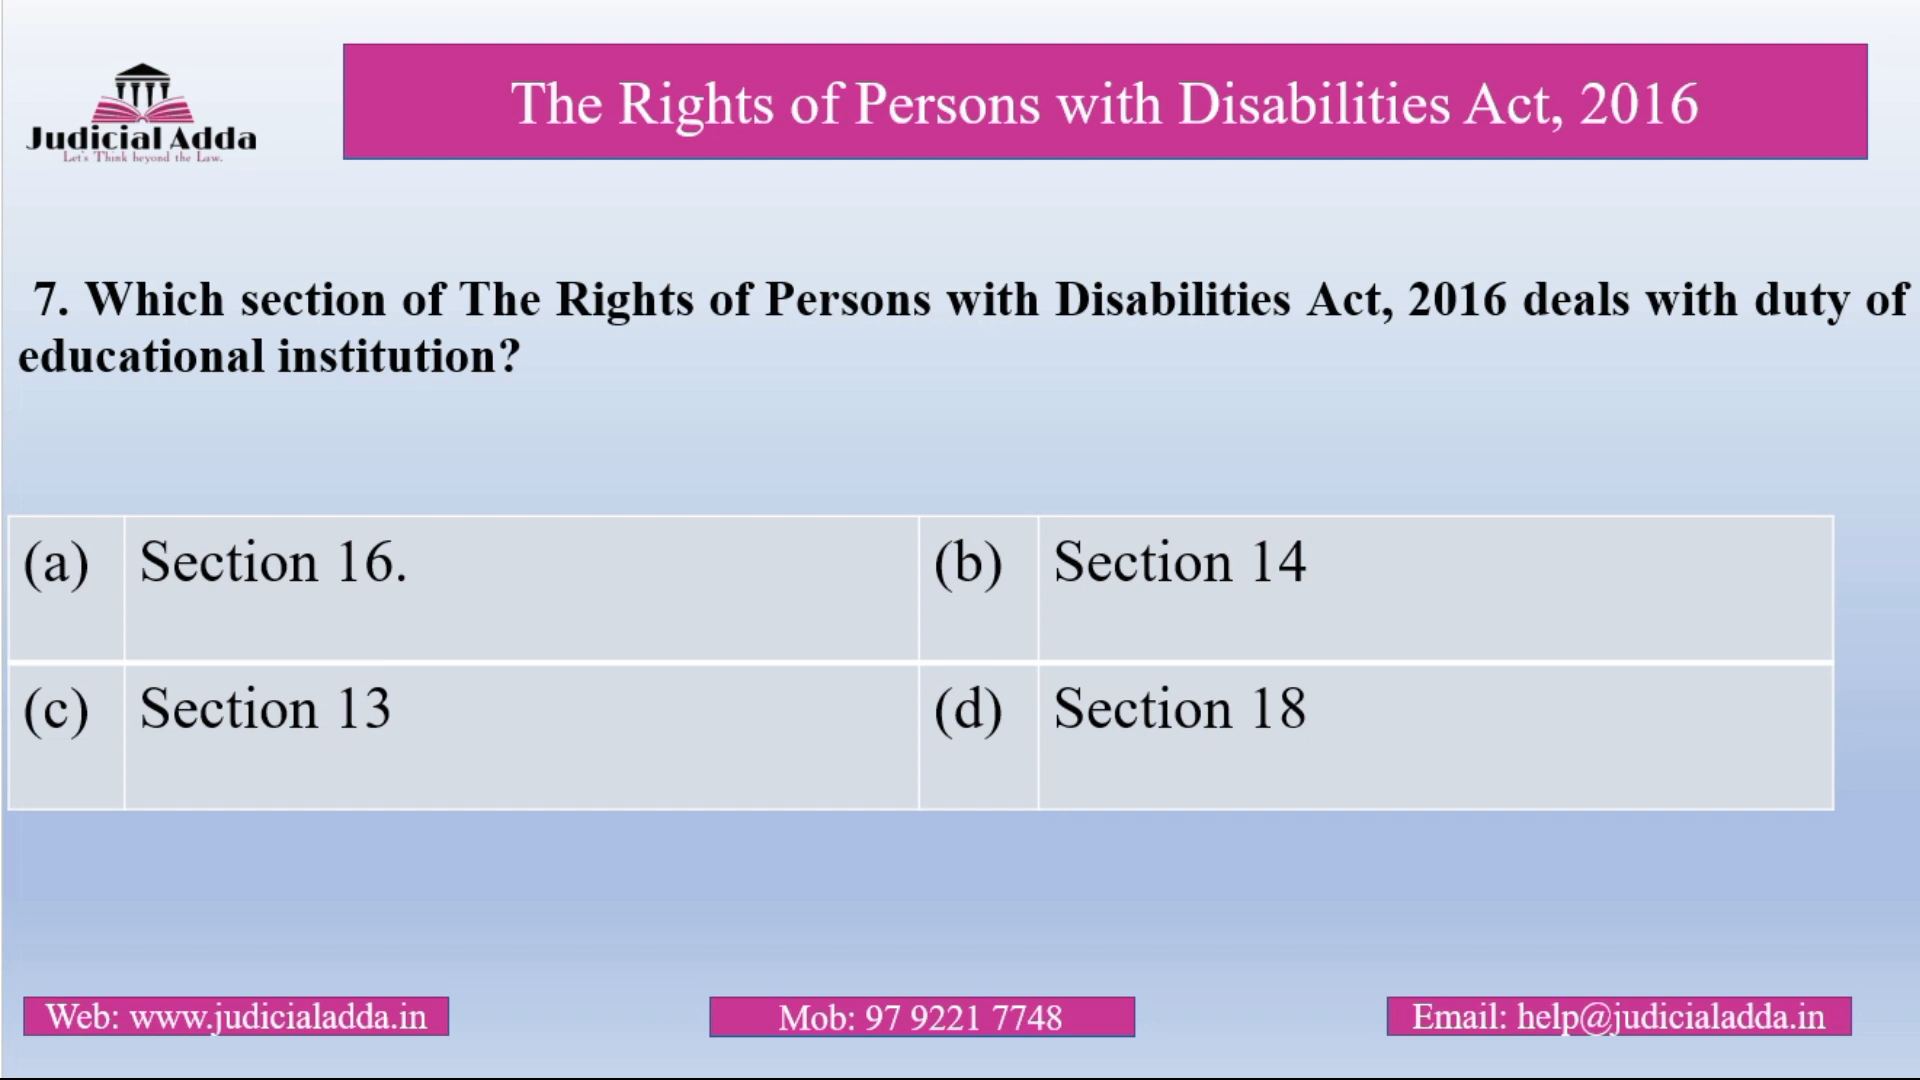 Judicial Adda
Let's Think beyond the Law.
The Rights of Persons with Disabilities Act, 2016
7. Which section of The Rights of Persons with Disabilities Act, 2016 deals with duty of
educational institution?
(a) Section 16. (b) Section 14
(c) Section 13 (d) Section 18
Web: www.judicialadda.in Mob: 97 9221 7748 Email: help@judicialadda.in